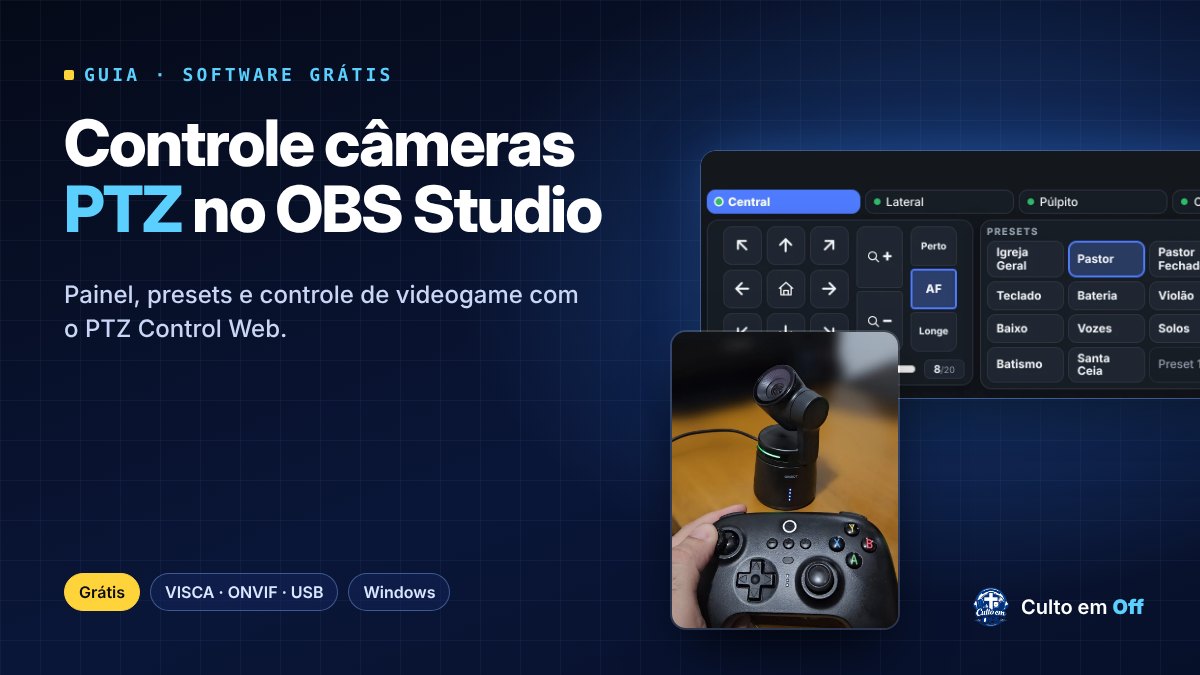 GUIA · SOFTWARE GRÁTIS
Controle câmeras
PTZ no OBS Studio
Painel, presets e controle de videogame com
o PTZ Control Web.
Central
Lateral
Púlpito
Perto
AF
Longe
8/20
PRESETS
Igreja
Geral
Pastor
Pastor
Fechad
Teclado
Bateria
Violão
Baixo
Vozes
Solos
Batismo
Santa
Ceia
Preset 1
Y
X
B
A
Grátis
VISCA · ONVIF · USB
Windows
Culto em
Culto em Off